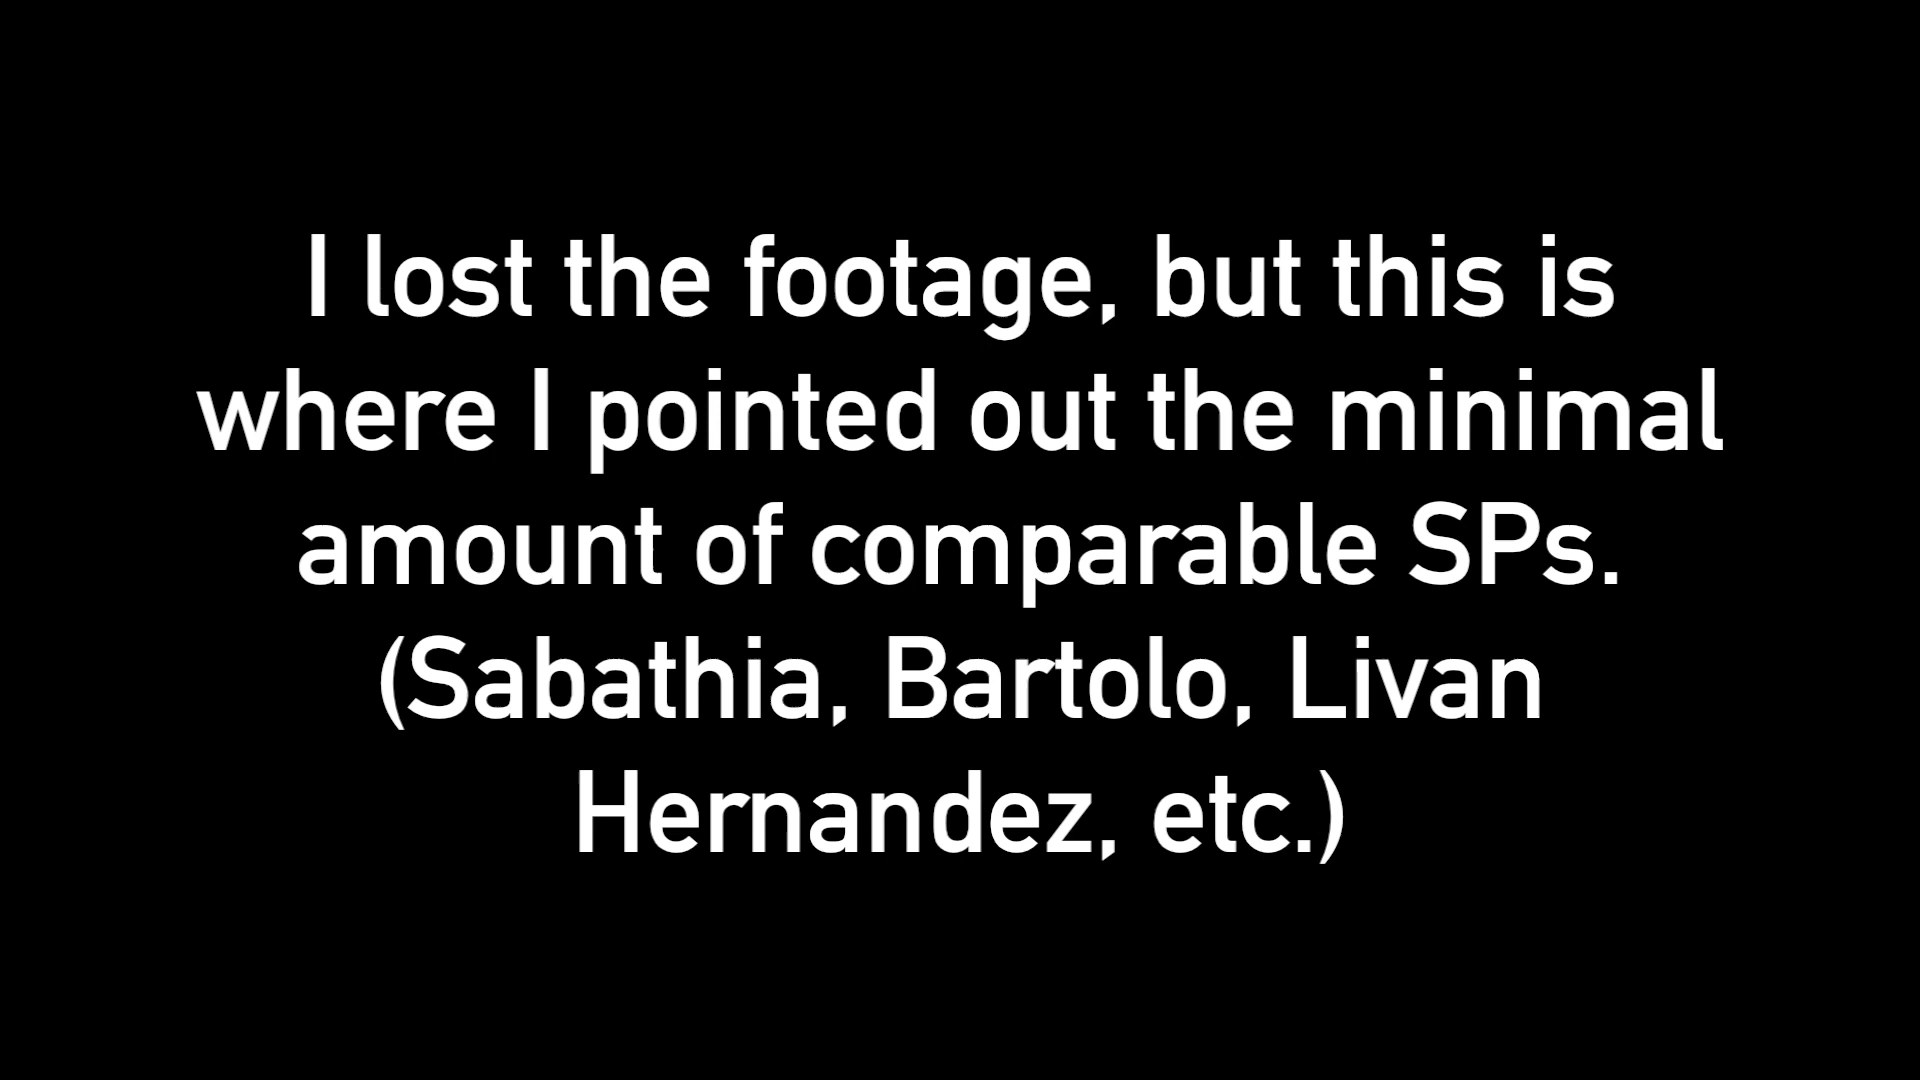 I lost the footage, but this is
where I pointed out the minimal
amount of comparable SPs.
(Sabathia, Bartolo, Livan
Hernandez, etc.)